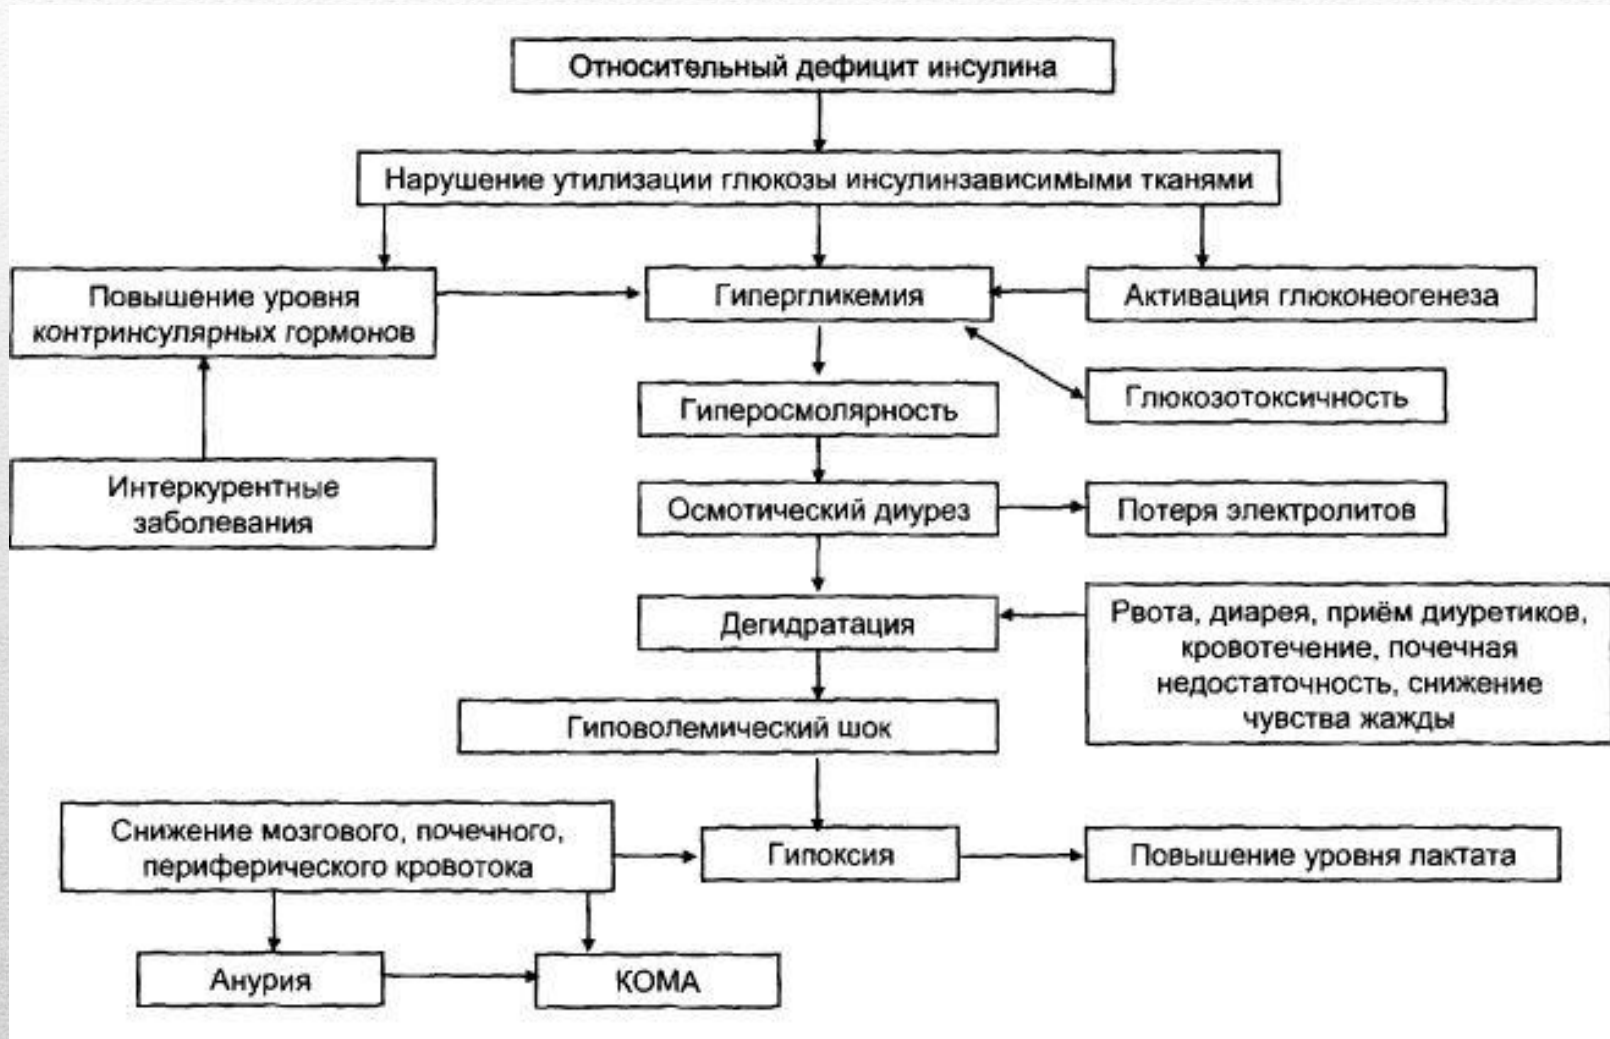 Относительный дефицит инсулина
Нарушение утилизации глюкозы инсулинзависимыми тканями
Повышение уровня
контринсулярных гормонов
Гипергликемия
Активация глюконеогенеза
Гиперосмолярность
Глюкозотоксичность
Интеркурентные
заболевания
Осмотический диурез
Потеря электролитов
Дегидратация
Рвота, диарея, приём диуретиков,
кровотечение, почечная
недостаточность, снижение
чувства жажды
Гиповолемический шок
Снижение мозгового, почечного,
периферического кровотока
Гипоксия
Повышение уровня лактата
Анурия
КОМА